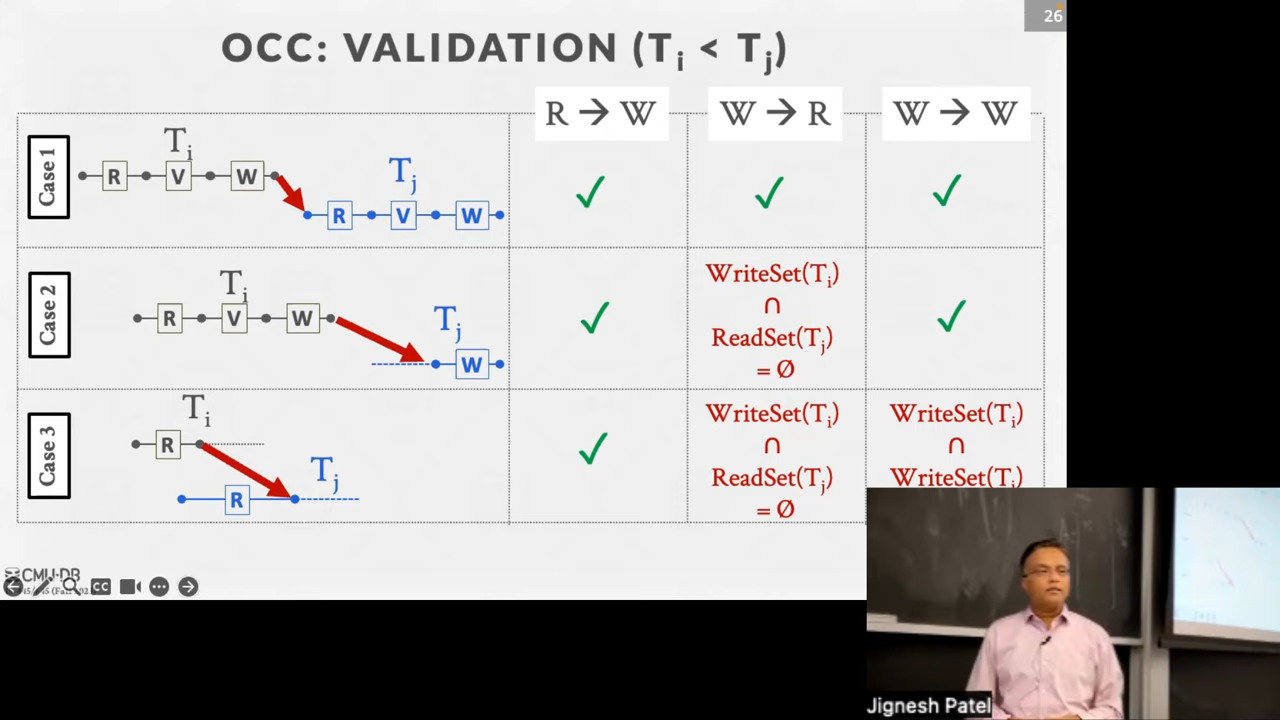 26
OCC: VALIDATION (Tᵢ < Tⱼ)
R → W
W → R
W → W
Case 1
Tᵢ
R
V
W
Tⱼ
R
V
W
✓
✓
✓
Case 2
Tᵢ
R
V
W
Tⱼ
W
✓
WriteSet(Tᵢ)
∩
ReadSet(Tⱼ)
= Ø
✓
Case 3
Tᵢ
R
Tⱼ
R
✓
WriteSet(Tᵢ)
∩
ReadSet(Tⱼ)
= Ø
WriteSet(Tᵢ)
∩
WriteSet(Tⱼ)
CMU·DB
CC
Jignesh Patel